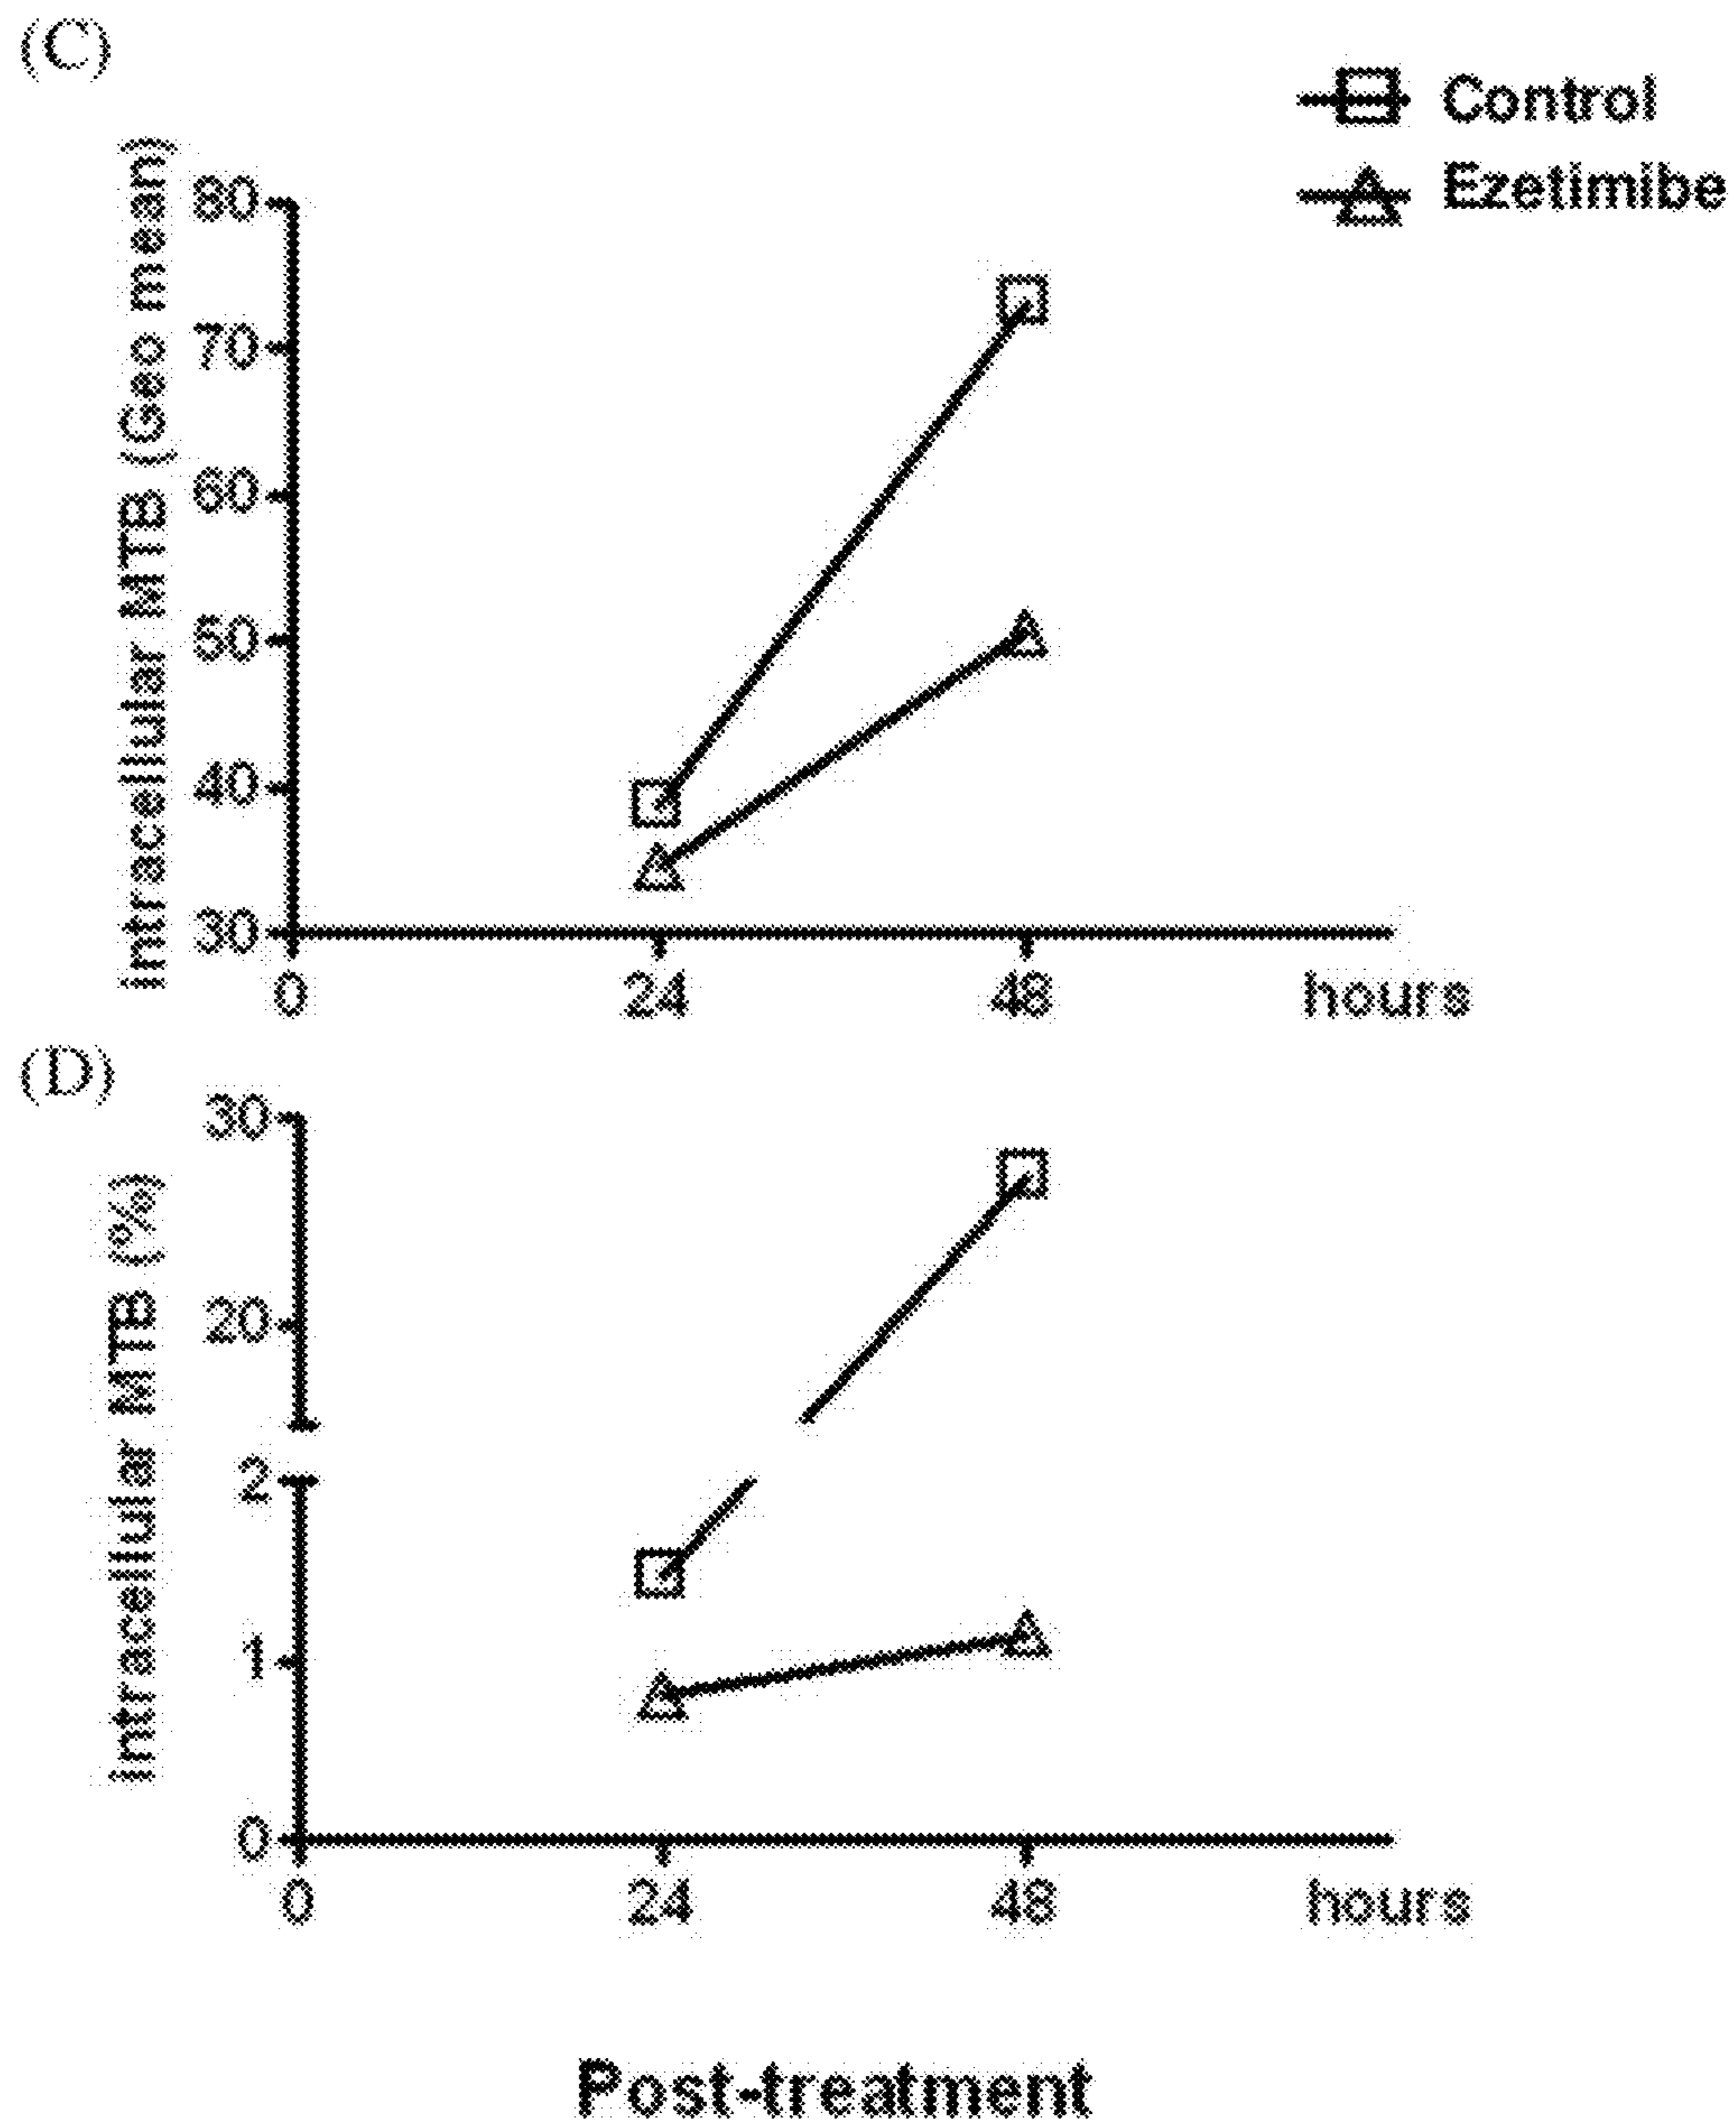 (C)
Control
Ezetimibe
intracellular MTB (Geo mean)
80
70
60
50
40
30
0 24 48 hours
(D)
intracellular MTB (%)
30
20
2
1
0
0 24 48 hours
Post-treatment